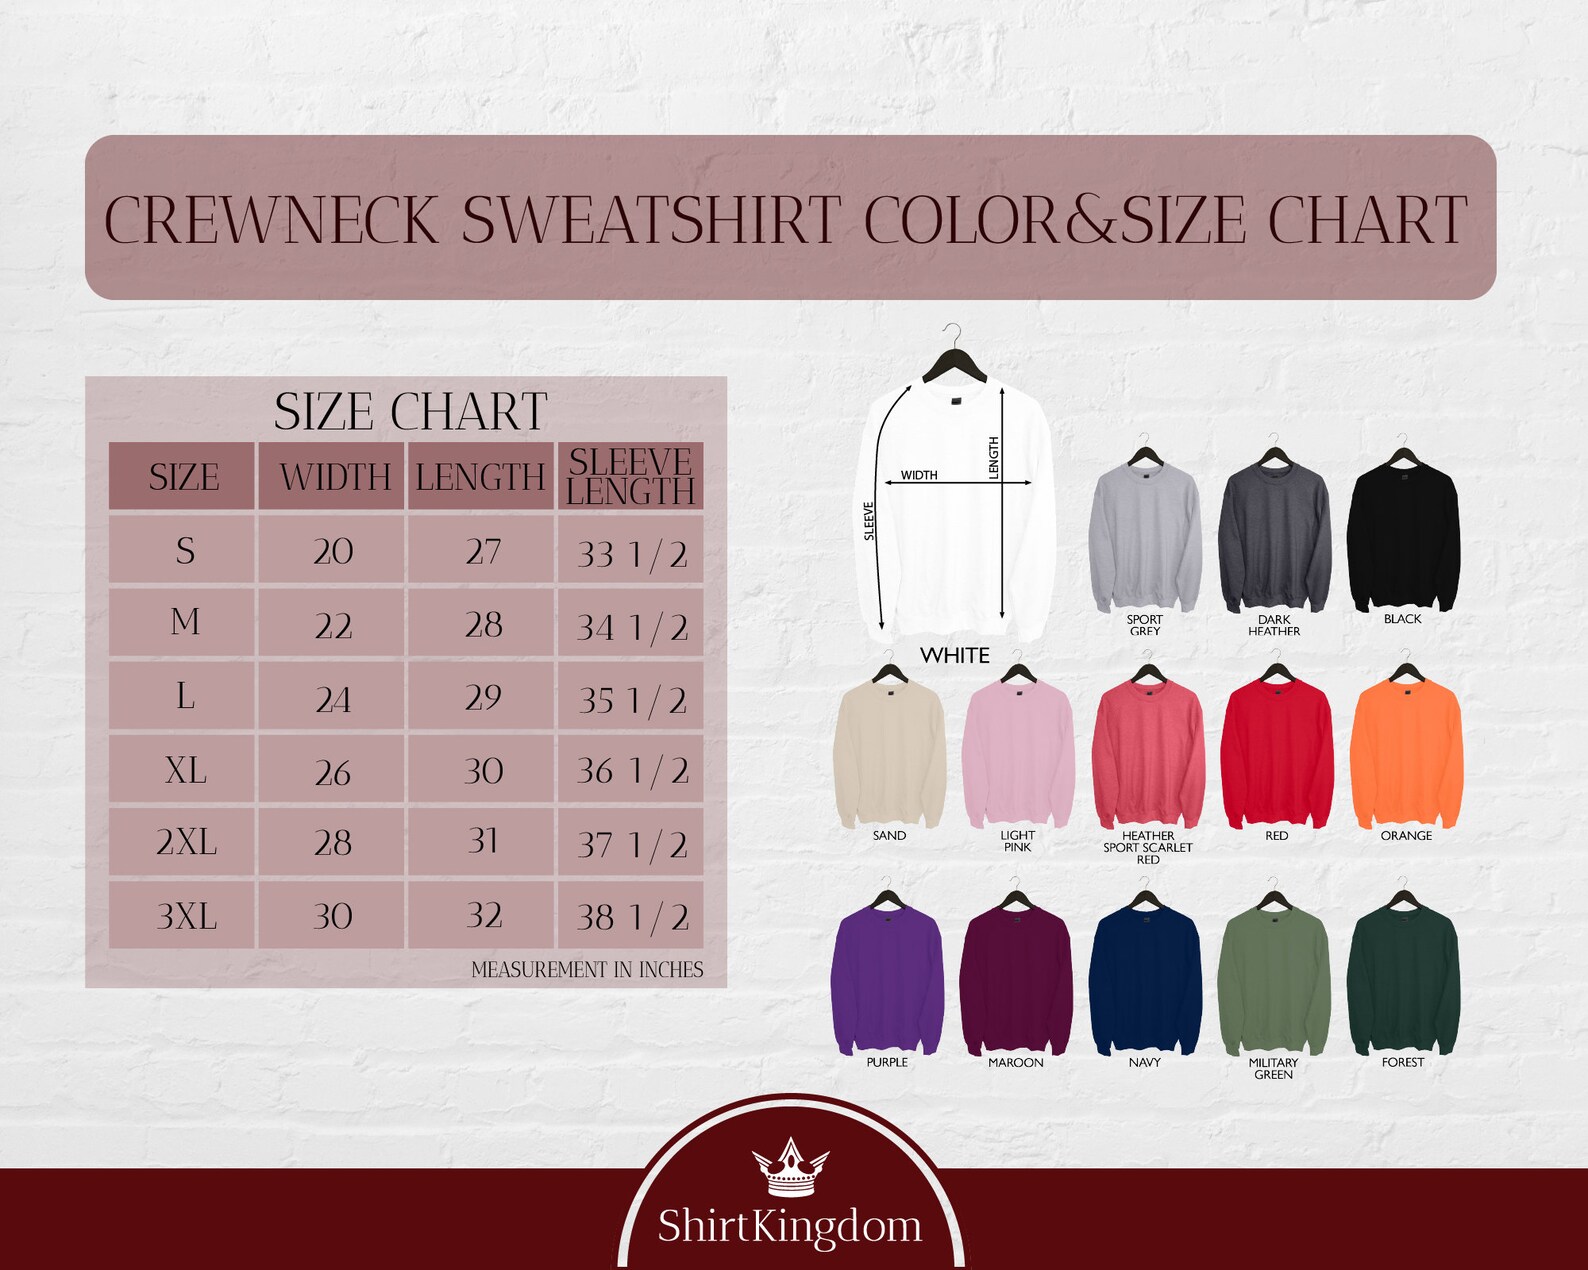 CREWNECK SWEATSHIRT COLOR&SIZE CHART
SIZE CHART
SIZE WIDTH LENGTH SLEEVE LENGTH
S 20 27 33 1/2
M 22 28 34 1/2
L 24 29 35 1/2
XL 26 30 36 1/2
2XL 28 31 37 1/2
3XL 30 32 38 1/2
MEASUREMENT IN INCHES
WIDTH
LENGTH
SLEEVE
WHITE
SPORT
GREY
DARK
HEATHER
BLACK
SAND
LIGHT
PINK
HEATHER
SPORT SCARLET
RED
RED
ORANGE
PURPLE
MAROON
NAVY
MILITARY
GREEN
FOREST
ShirtKingdom